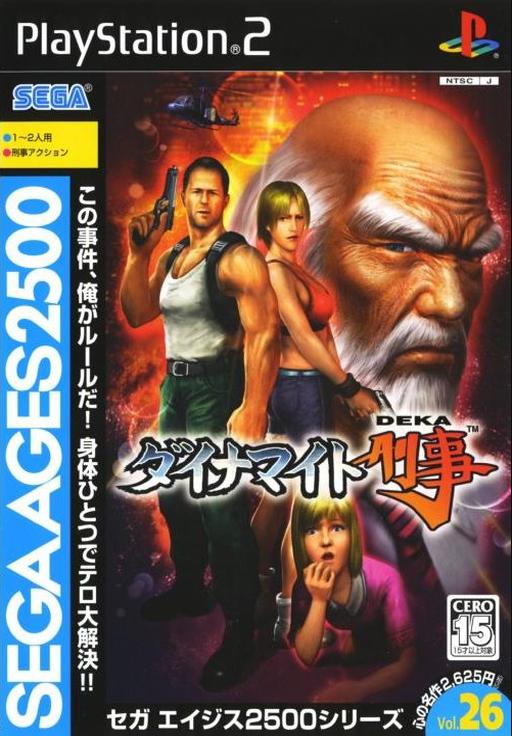 PlayStation®2
NTSC J
SEGA®
●1〜2人用
●刑事アクション
SEGA AGES 2500
この事件、俺がルールだ! 身体ひとつでテロ大解決!!
DEKA
ダイナマイト刑事™
CERO
15
15才以上対象
心の名作2,625円
Vol.26
セガ エイジス2500シリーズ